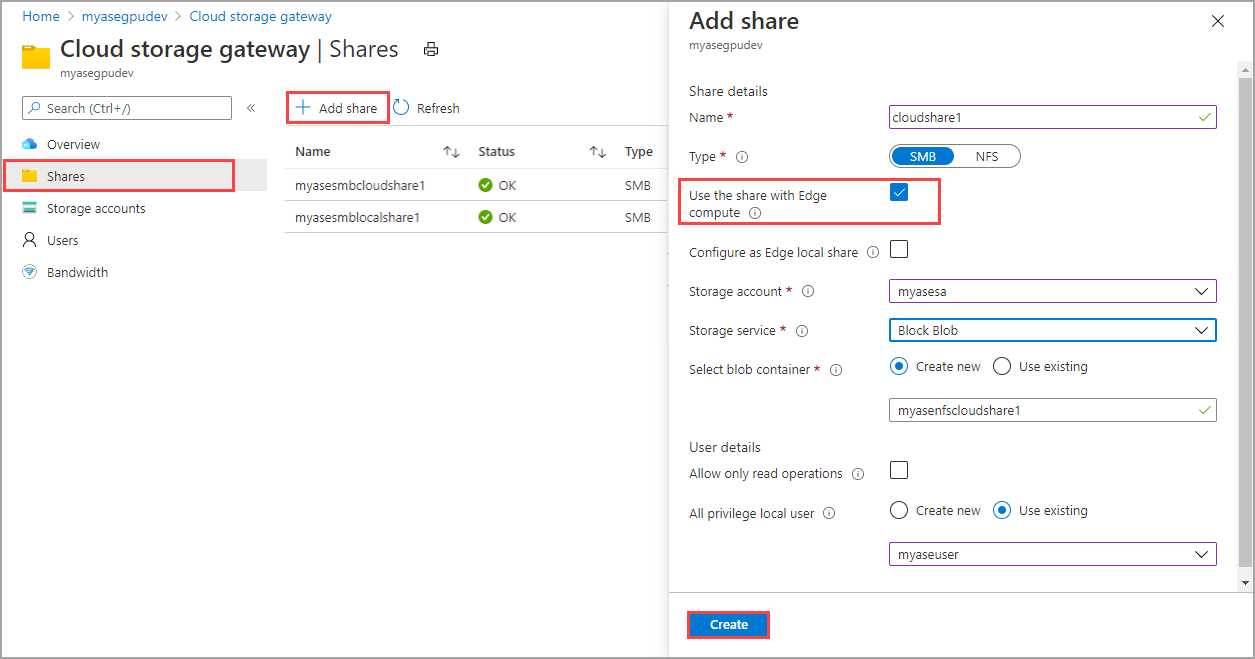 Home > myasegpudev > Cloud storage gateway
Cloud storage gateway | Shares
myasegpudev
Search (Ctrl+/)
«
Overview
Shares
Storage accounts
Users
Bandwidth
+ Add share
Refresh
Name ↑↓ Status ↑↓ Type
myasesmbcloudshare1 OK SMB
myasesmblocalshare1 OK SMB
Add share
myasegpudev
Share details
Name * cloudshare1
Type * SMB NFS
Use the share with Edge
compute
Configure as Edge local share
Storage account * myasesa
Storage service * Block Blob
Select blob container * Create new Use existing
myasenfscloudshare1
User details
Allow only read operations
All privilege local user Create new Use existing
myaseuser
Create